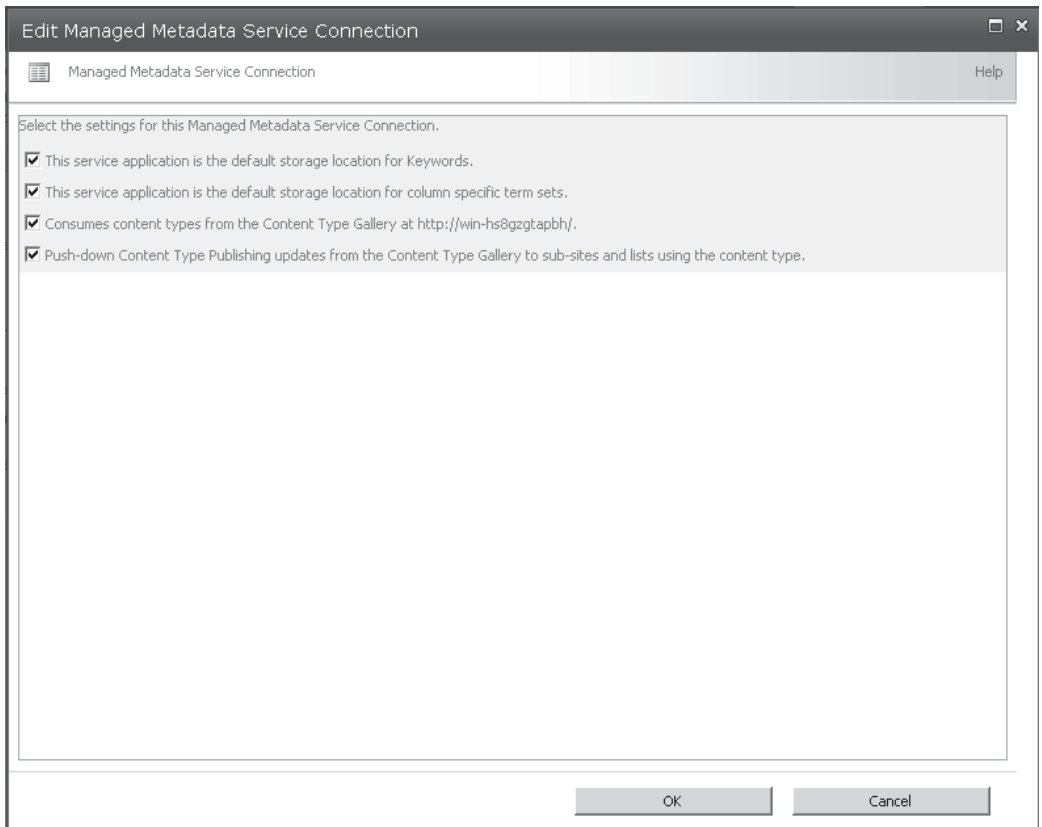 Edit Managed Metadata Service Connection
Managed Metadata Service Connection
Help
Select the settings for this Managed Metadata Service Connection.
This service application is the default storage location for Keywords.
This service application is the default storage location for column specific term sets.
Consumes content types from the Content Type Gallery at http://win-hs8gzgtapbh/.
Push-down Content Type Publishing updates from the Content Type Gallery to sub-sites and lists using the content type.
OK
Cancel